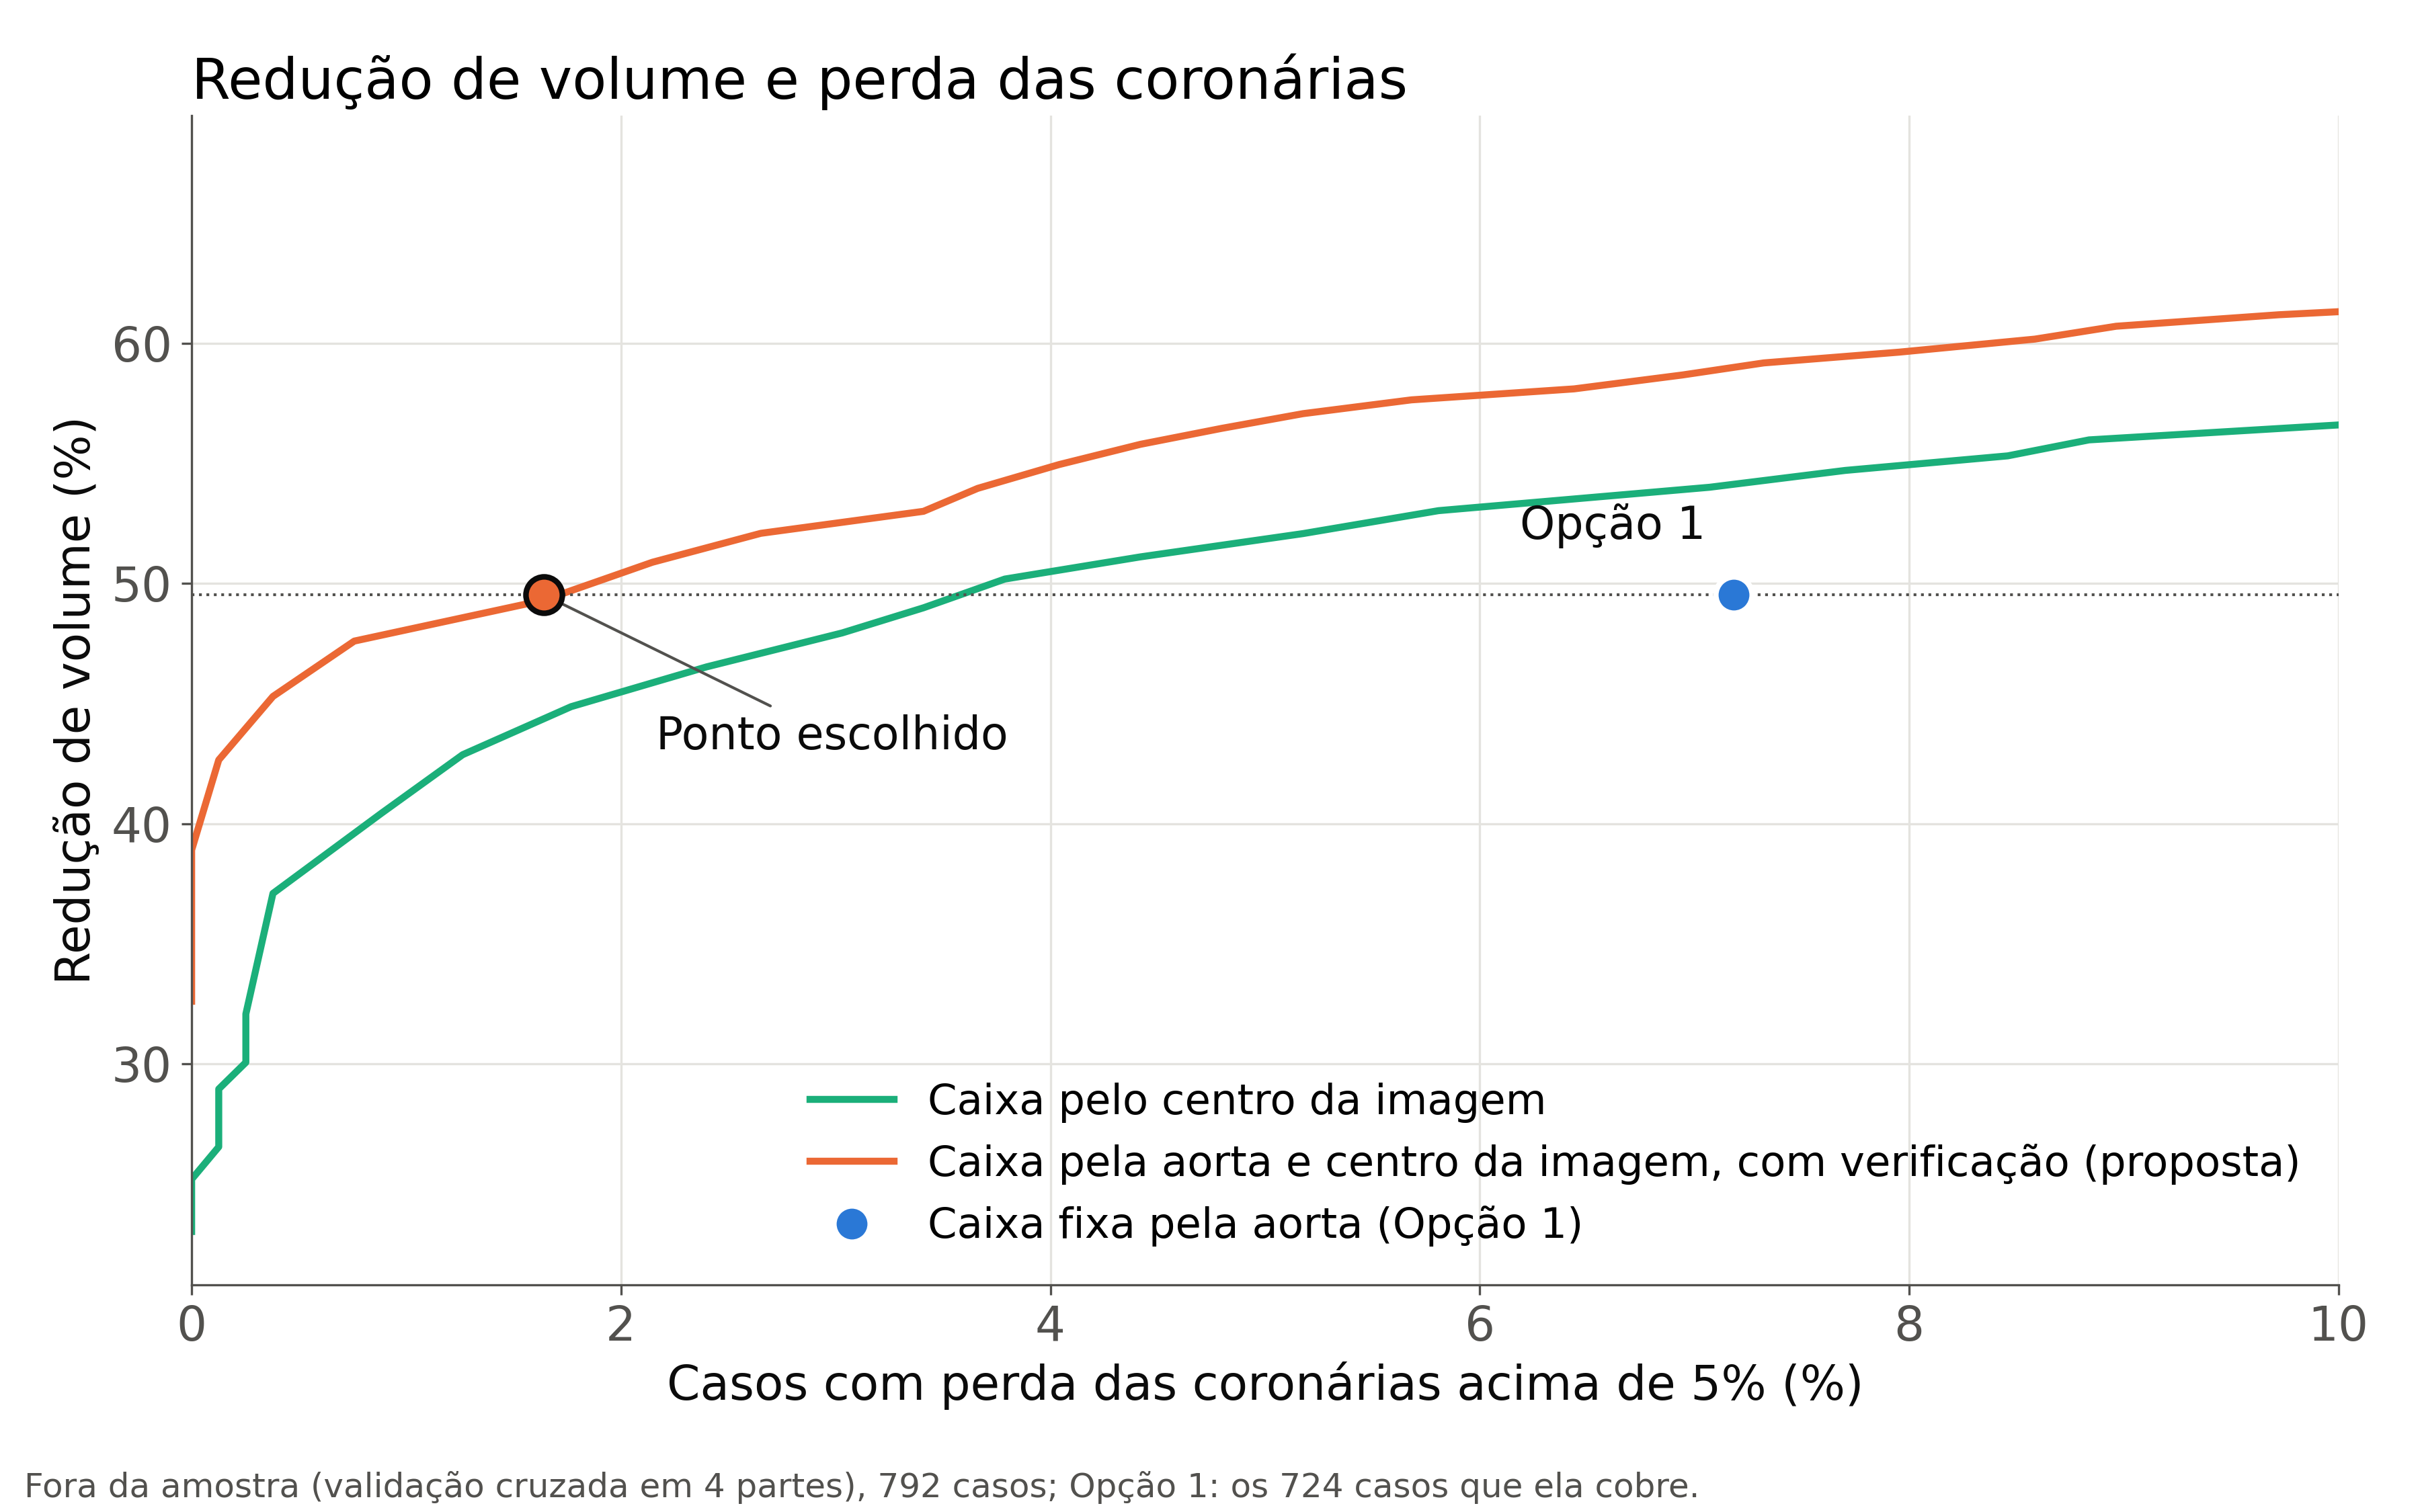 Redução de volume e perda das coronárias
Redução de volume (%)
60
50
40
30
Opção 1
Ponto escolhido
Caixa pelo centro da imagem
Caixa pela aorta e centro da imagem, com verificação (proposta)
Caixa fixa pela aorta (Opção 1)
0 2 4 6 8 10
Casos com perda das coronárias acima de 5% (%)
Fora da amostra (validação cruzada em 4 partes), 792 casos; Opção 1: os 724 casos que ela cobre.